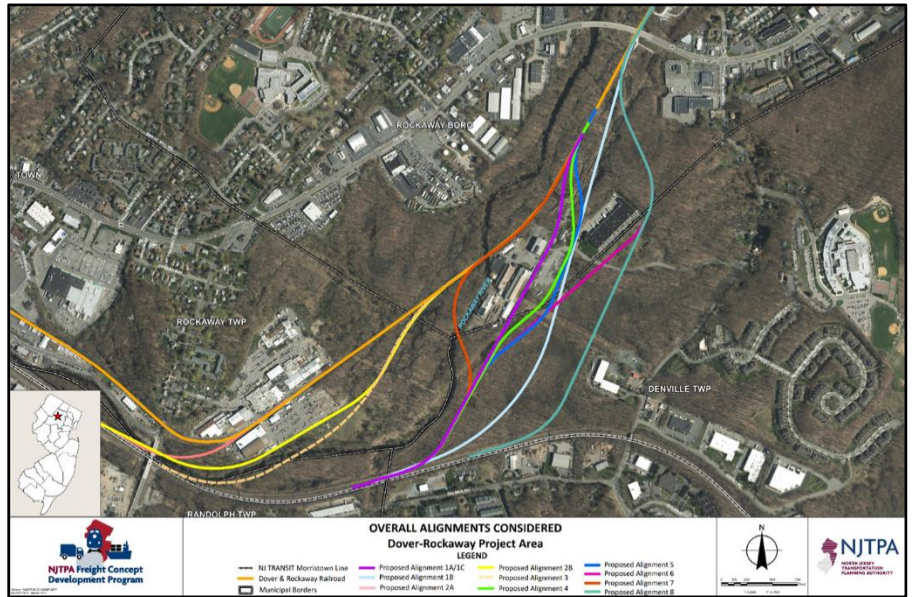 ROCKAWAY BORO
TOWN
ROCKAWAY RIVER
ROCKAWAY TWP
DENVILLE TWP
RANDOLPH TWP
NJTPA Freight Concept
Development Program
OVERALL ALIGNMENTS CONSIDERED
Dover-Rockaway Project Area
LEGEND
NJ TRANSIT Morristown Line
Dover & Rockaway Railroad
Municipal Borders
Proposed Alignment 1A/1C
Proposed Alignment 1B
Proposed Alignment 2A
Proposed Alignment 2B
Proposed Alignment 3
Proposed Alignment 4
Proposed Alignment 5
Proposed Alignment 6
Proposed Alignment 7
Proposed Alignment 8
N
NJTPA
NORTH JERSEY
TRANSPORTATION
PLANNING AUTHORITY